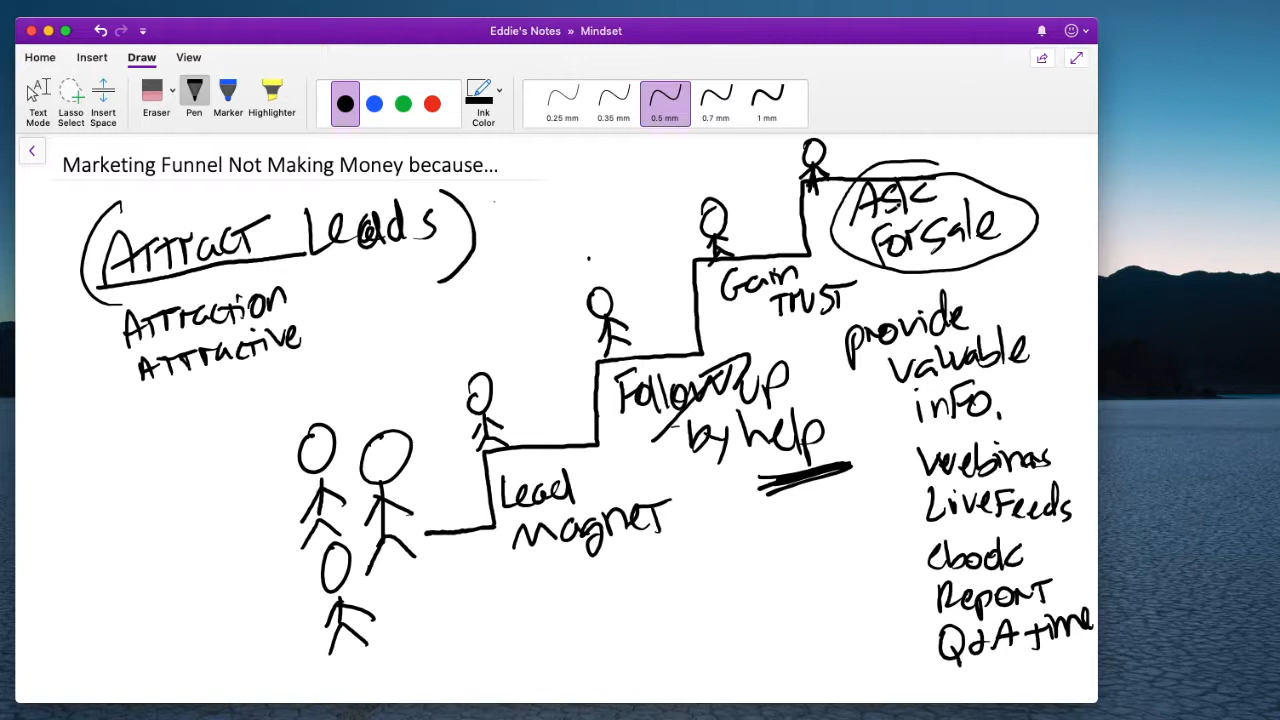 Eddie's Notes » Mindset
Home Insert Draw View
Text Mode
Lasso Select
Insert Space
Eraser
Pen
Marker
Highlighter
Ink Color
0.25 mm
0.35 mm
0.5 mm
0.7 mm
1 mm
Marketing Funnel Not Making Money because...
(Attract Leads)
Attraction
Attractive
Ask
For Sale
Gain
TRUST
Follow up
by help
Lead
Magnet
provide
valuable
info.
webinas
LiveFeeds
ebook
Report
Q&A time